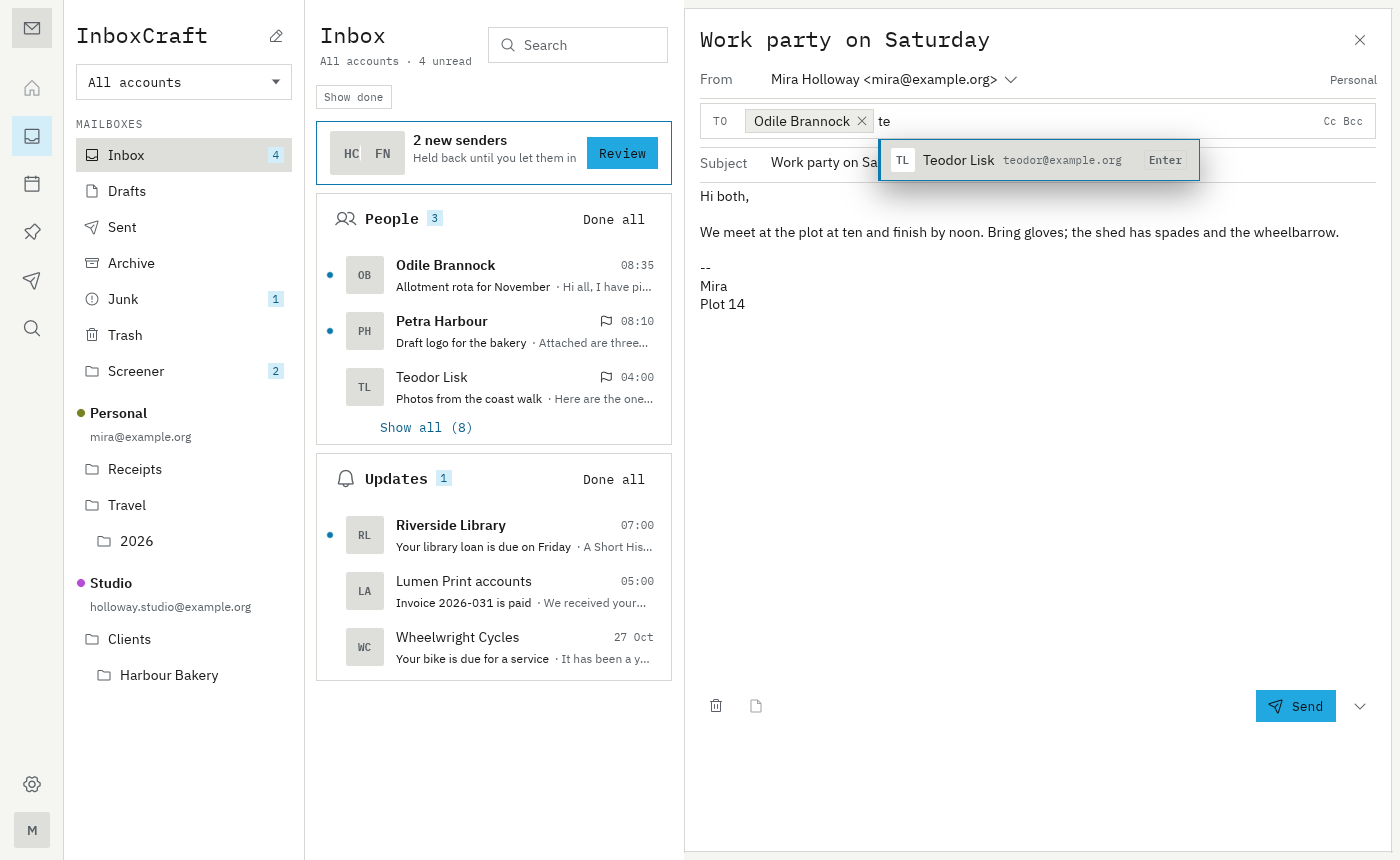 InboxCraft
All accounts
MAILBOXES
Inbox 4
Drafts
Sent
Archive
Junk 1
Trash
Screener 2
Personal
mira@example.org
Receipts
Travel
2026
Studio
holloway.studio@example.org
Clients
Harbour Bakery
M
Inbox
All accounts · 4 unread
Search
Show done
HC FN
2 new senders
Held back until you let them in
Review
People 3 Done all
OB Odile Brannock 08:35
Allotment rota for November · Hi all, I have pi…
PH Petra Harbour 08:10
Draft logo for the bakery · Attached are three…
TL Teodor Lisk 04:00
Photos from the coast walk · Here are the one…
Show all (8)
Updates 1 Done all
RL Riverside Library 07:00
Your library loan is due on Friday · A Short His…
LA Lumen Print accounts 05:00
Invoice 2026-031 is paid · We received your…
WC Wheelwright Cycles 27 Oct
Your bike is due for a service · It has been a y…
Work party on Saturday
From Mira Holloway <mira@example.org> Personal
TO Odile Brannock te Cc Bcc
TL Teodor Lisk teodor@example.org Enter
Subject Work party on Sa
Hi both,
We meet at the plot at ten and finish by noon. Bring gloves; the shed has spades and the wheelbarrow.
--
Mira
Plot 14
Send